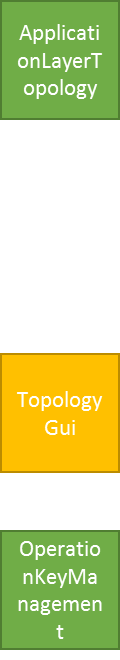 Applicati
onLayerT
opology
Topology
Gui
Operatio
nKeyMa
nagemen
t